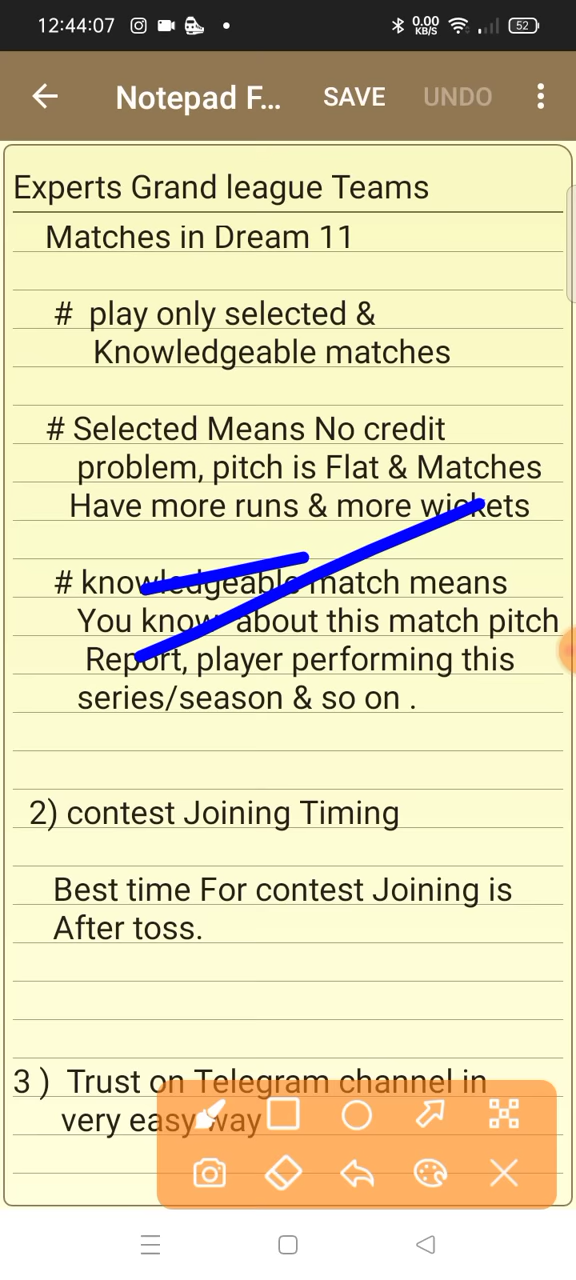 12:44:07 0.00 KB/S 52
Notepad F... SAVE UNDO
Experts Grand league Teams
Matches in Dream 11
# play only selected &
Knowledgeable matches
# Selected Means No credit
problem, pitch is Flat & Matches
Have more runs & more wickets
# knowledgeable match means
You know about this match pitch
Report, player performing this
series/season & so on .
2) contest Joining Timing
Best time For contest Joining is
After toss.
3 ) Trust on Telegram channel in
very easy way